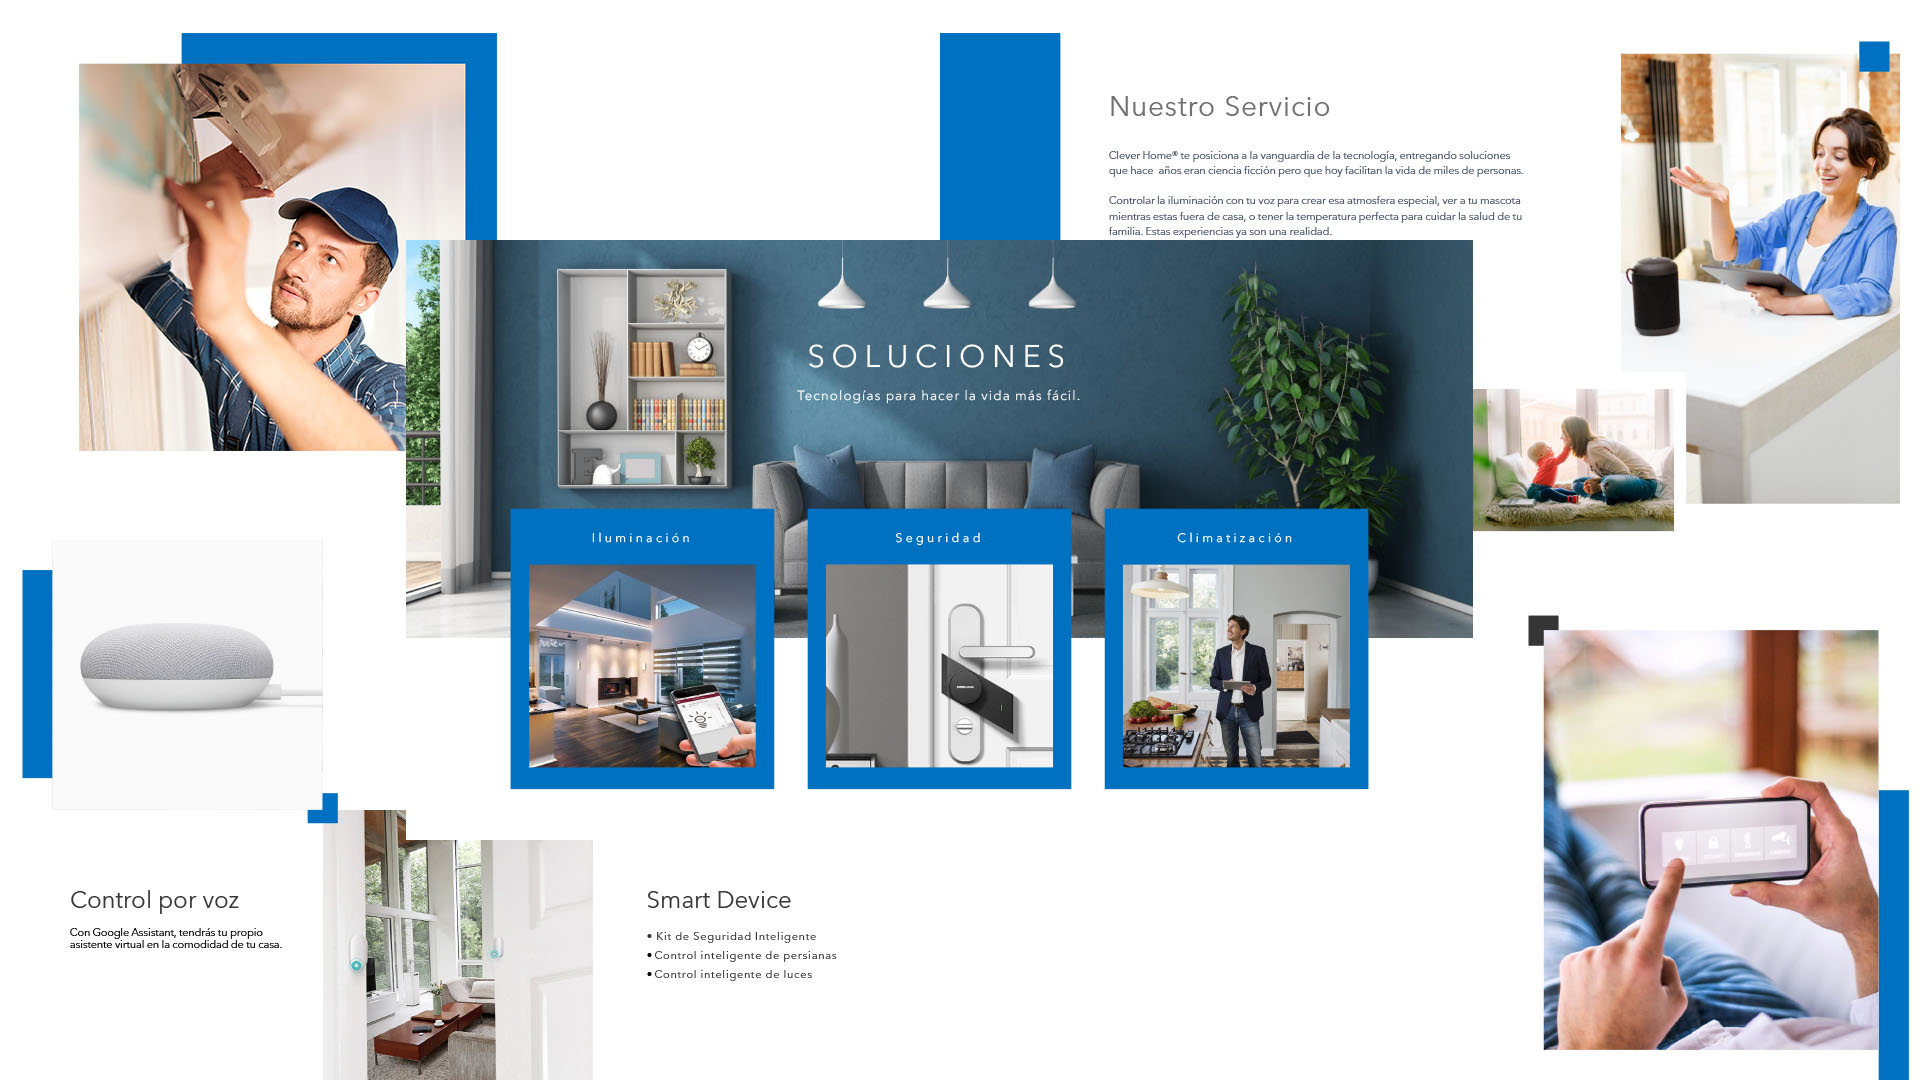 Nuestro Servicio
Clever Home® te posiciona a la vanguardia de la tecnología, entregando soluciones
que hace años eran ciencia ficción pero que hoy facilitan la vida de miles de personas.
Controlar la iluminación con tu voz para crear esa atmosfera especial, ver a tu mascota
mientras estas fuera de casa, o tener la temperatura perfecta para cuidar la salud de tu
familia. Estas experiencias ya son una realidad.
SOLUCIONES
Tecnologías para hacer la vida más fácil.
Iluminación
Seguridad
Climatización
Control por voz
Con Google Assistant, tendrás tu propio
asistente virtual en la comodidad de tu casa.
Smart Device
• Kit de Seguridad Inteligente
• Control inteligente de persianas
• Control inteligente de luces